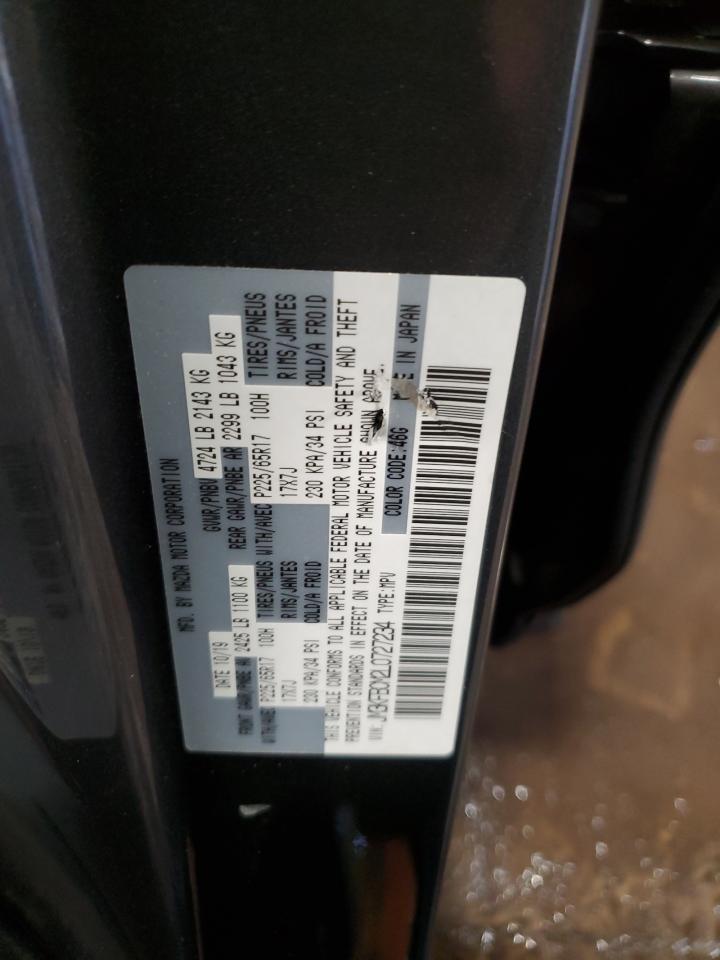 MFD. BY MAZDA MOTOR CORPORATION
DATE 10/19 GVWR/PNBV 4724 LB 2143 KG
FRONT GAWR/PNBE AV 2425 LB 1100 KG REAR GAWR/PNBE AR 2299 LB 1043 KG
WITH/AVEC P225/65R17 100H TIRES/PNEUS WITH/AVEC P225/65R17 100H TIRES/PNEUS
17X7J RIMS/JANTES 17X7J RIMS/JANTES
230 KPA/34 PSI COLD/A FROID 230 KPA/34 PSI COLD/A FROID
THIS VEHICLE CONFORMS TO ALL APPLICABLE FEDERAL MOTOR VEHICLE SAFETY AND THEFT
PREVENTION STANDARDS IN EFFECT ON THE DATE OF MANUFACTURE SHOWN ABOVE
VIN: JM3KFBCM2L0727234 TYPE:MPV COLOR CODE:46G IN JAPAN